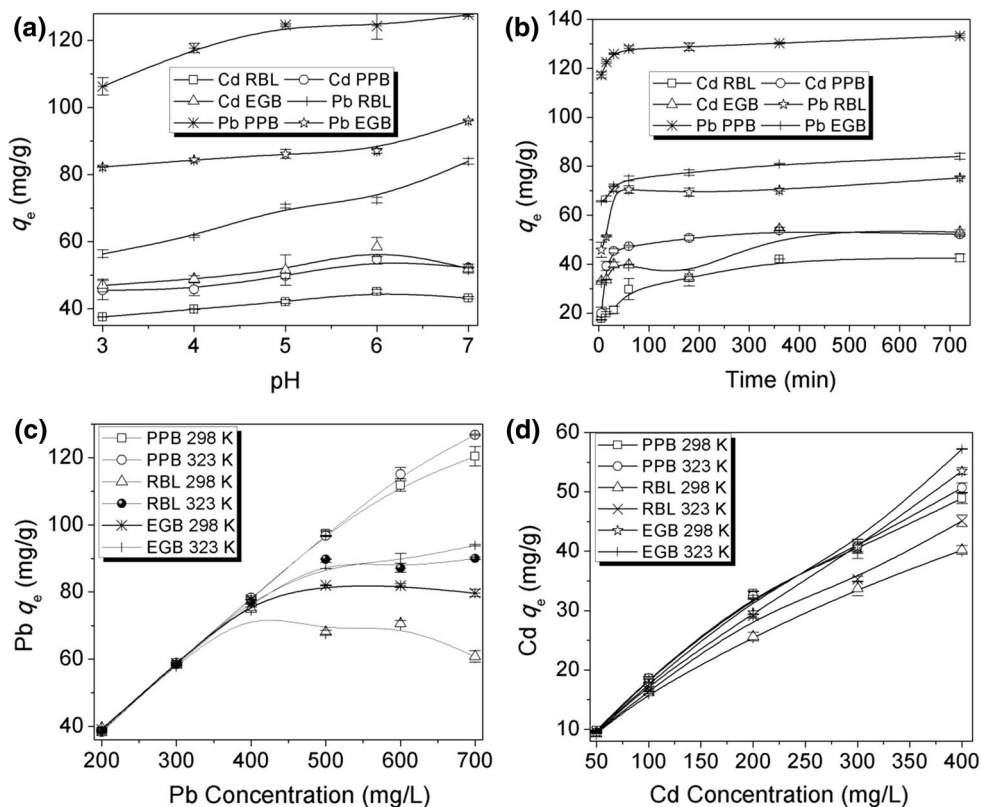 (a)
120
100
80
60
40
qe (mg/g)
Cd RBL Cd PPB
Cd EGB Pb RBL
Pb PPB Pb EGB
3 4 5 6 7
pH
(b)
140
120
100
80
60
40
20
qe (mg/g)
Cd RBL Cd PPB
Cd EGB Pb RBL
Pb PPB Pb EGB
0 100 200 300 400 500 600 700
Time (min)
(c)
120
100
80
60
40
Pb qe (mg/g)
PPB 298 K
PPB 323 K
RBL 298 K
RBL 323 K
EGB 298 K
EGB 323 K
200 300 400 500 600 700
Pb Concentration (mg/L)
(d)
60
50
40
30
20
10
Cd qe (mg/g)
PPB 298 K
PPB 323 K
RBL 298 K
RBL 323 K
EGB 298 K
EGB 323 K
50 100 150 200 250 300 350 400
Cd Concentration (mg/L)